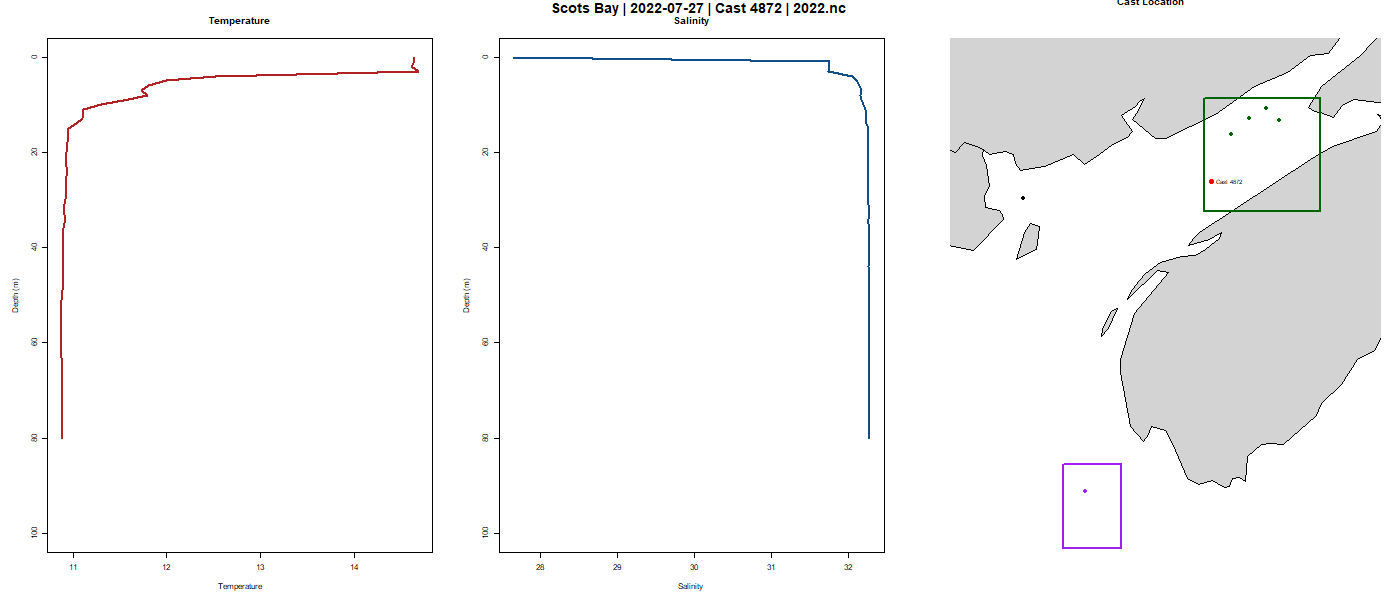 Scots Bay | 2022-07-27 | Cast 4872 | 2022.nc
Temperature
Salinity
Cast Location
0
20
40
60
80
100
Depth (m)
11
12
13
14
Temperature
0
20
40
60
80
100
Depth (m)
28
29
30
31
32
Salinity
Cast 4872